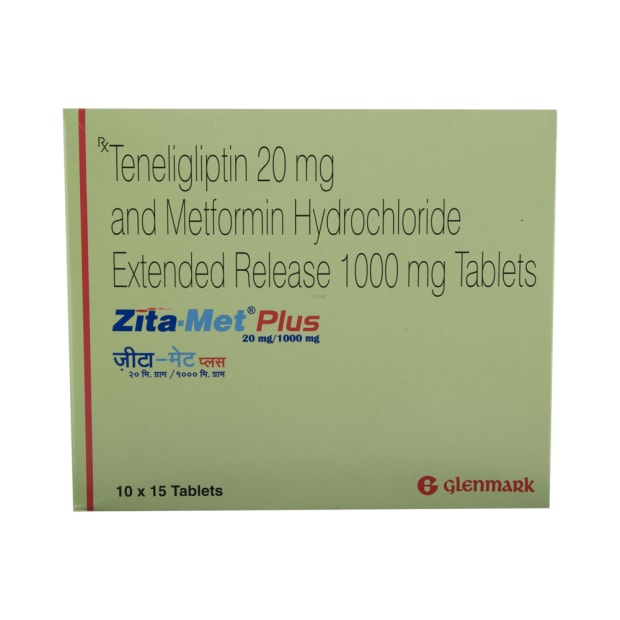 Rx Teneligliptin 20 mg
and Metformin Hydrochloride
Extended Release 1000 mg Tablets
Zita-Met® Plus
20 mg/1000 mg
ज़ीटा-मेट प्लस
२० मि. ग्राम / १००० मि. ग्राम
10 x 15 Tablets
G glenmark